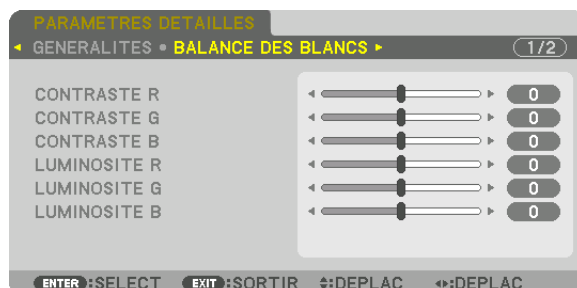 PARAMETRES DETAILLES
GENERALITES • BALANCE DES BLANCS 1/2
CONTRASTE R 0
CONTRASTE G 0
CONTRASTE B 0
LUMINOSITE R 0
LUMINOSITE G 0
LUMINOSITE B 0
ENTER :SELECT EXIT :SORTIR :DEPLAC :DEPLAC